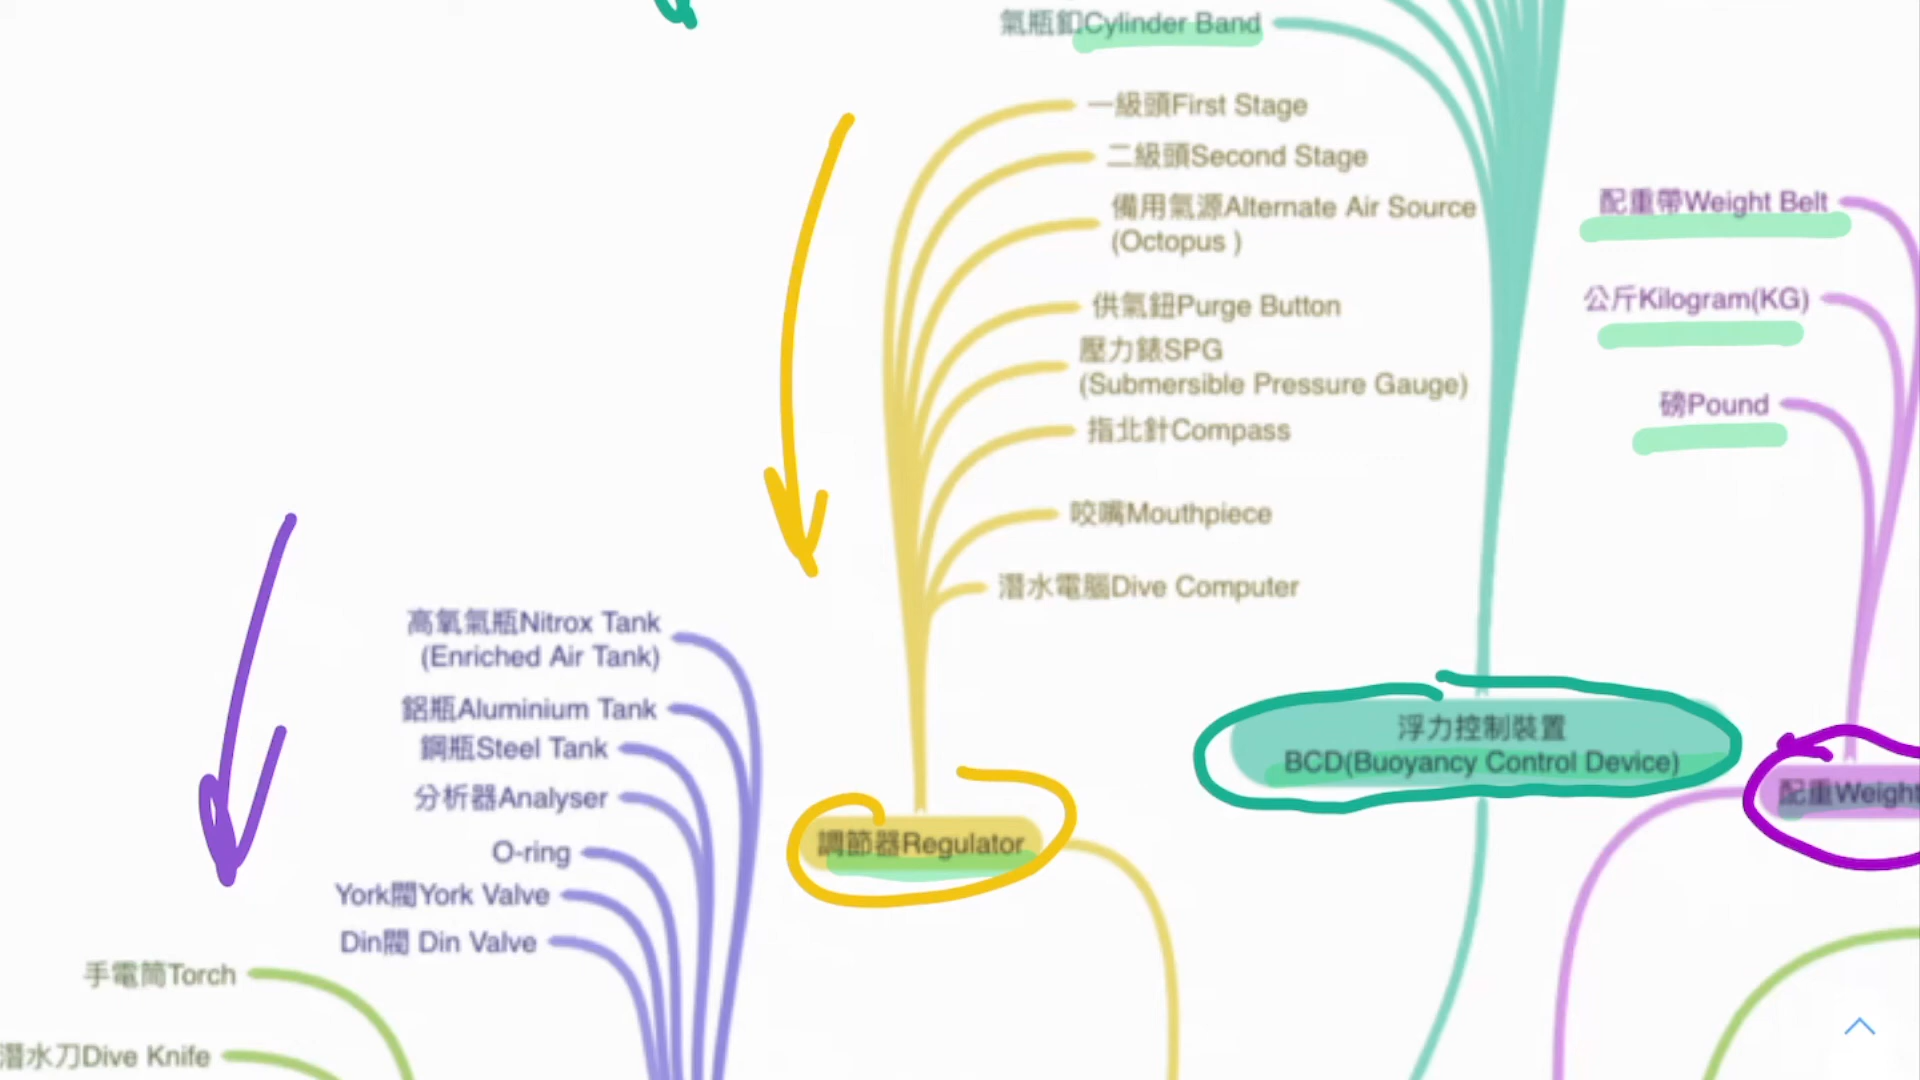 氣瓶釦Cylinder Band
一級頭First Stage
二級頭Second Stage
備用氣源Alternate Air Source
(Octopus )
供氣鈕Purge Button
壓力錶SPG
(Submersible Pressure Gauge)
指北針Compass
咬嘴Mouthpiece
潛水電腦Dive Computer
調節器Regulator
配重帶Weight Belt
公斤Kilogram(KG)
磅Pound
浮力控制裝置
BCD(Buoyancy Control Device)
配重Weight
高氧氣瓶Nitrox Tank
(Enriched Air Tank)
鋁瓶Aluminium Tank
鋼瓶Steel Tank
分析器Analyser
O-ring
York閥York Valve
Din閥 Din Valve
手電筒Torch
潛水刀Dive Knife